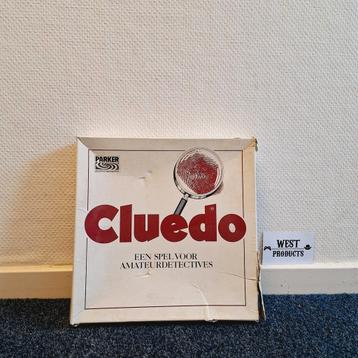 PARKER
Cluedo
EEN SPEL VOOR
AMATEURDETECTIVES
WEST
PRODUCTS